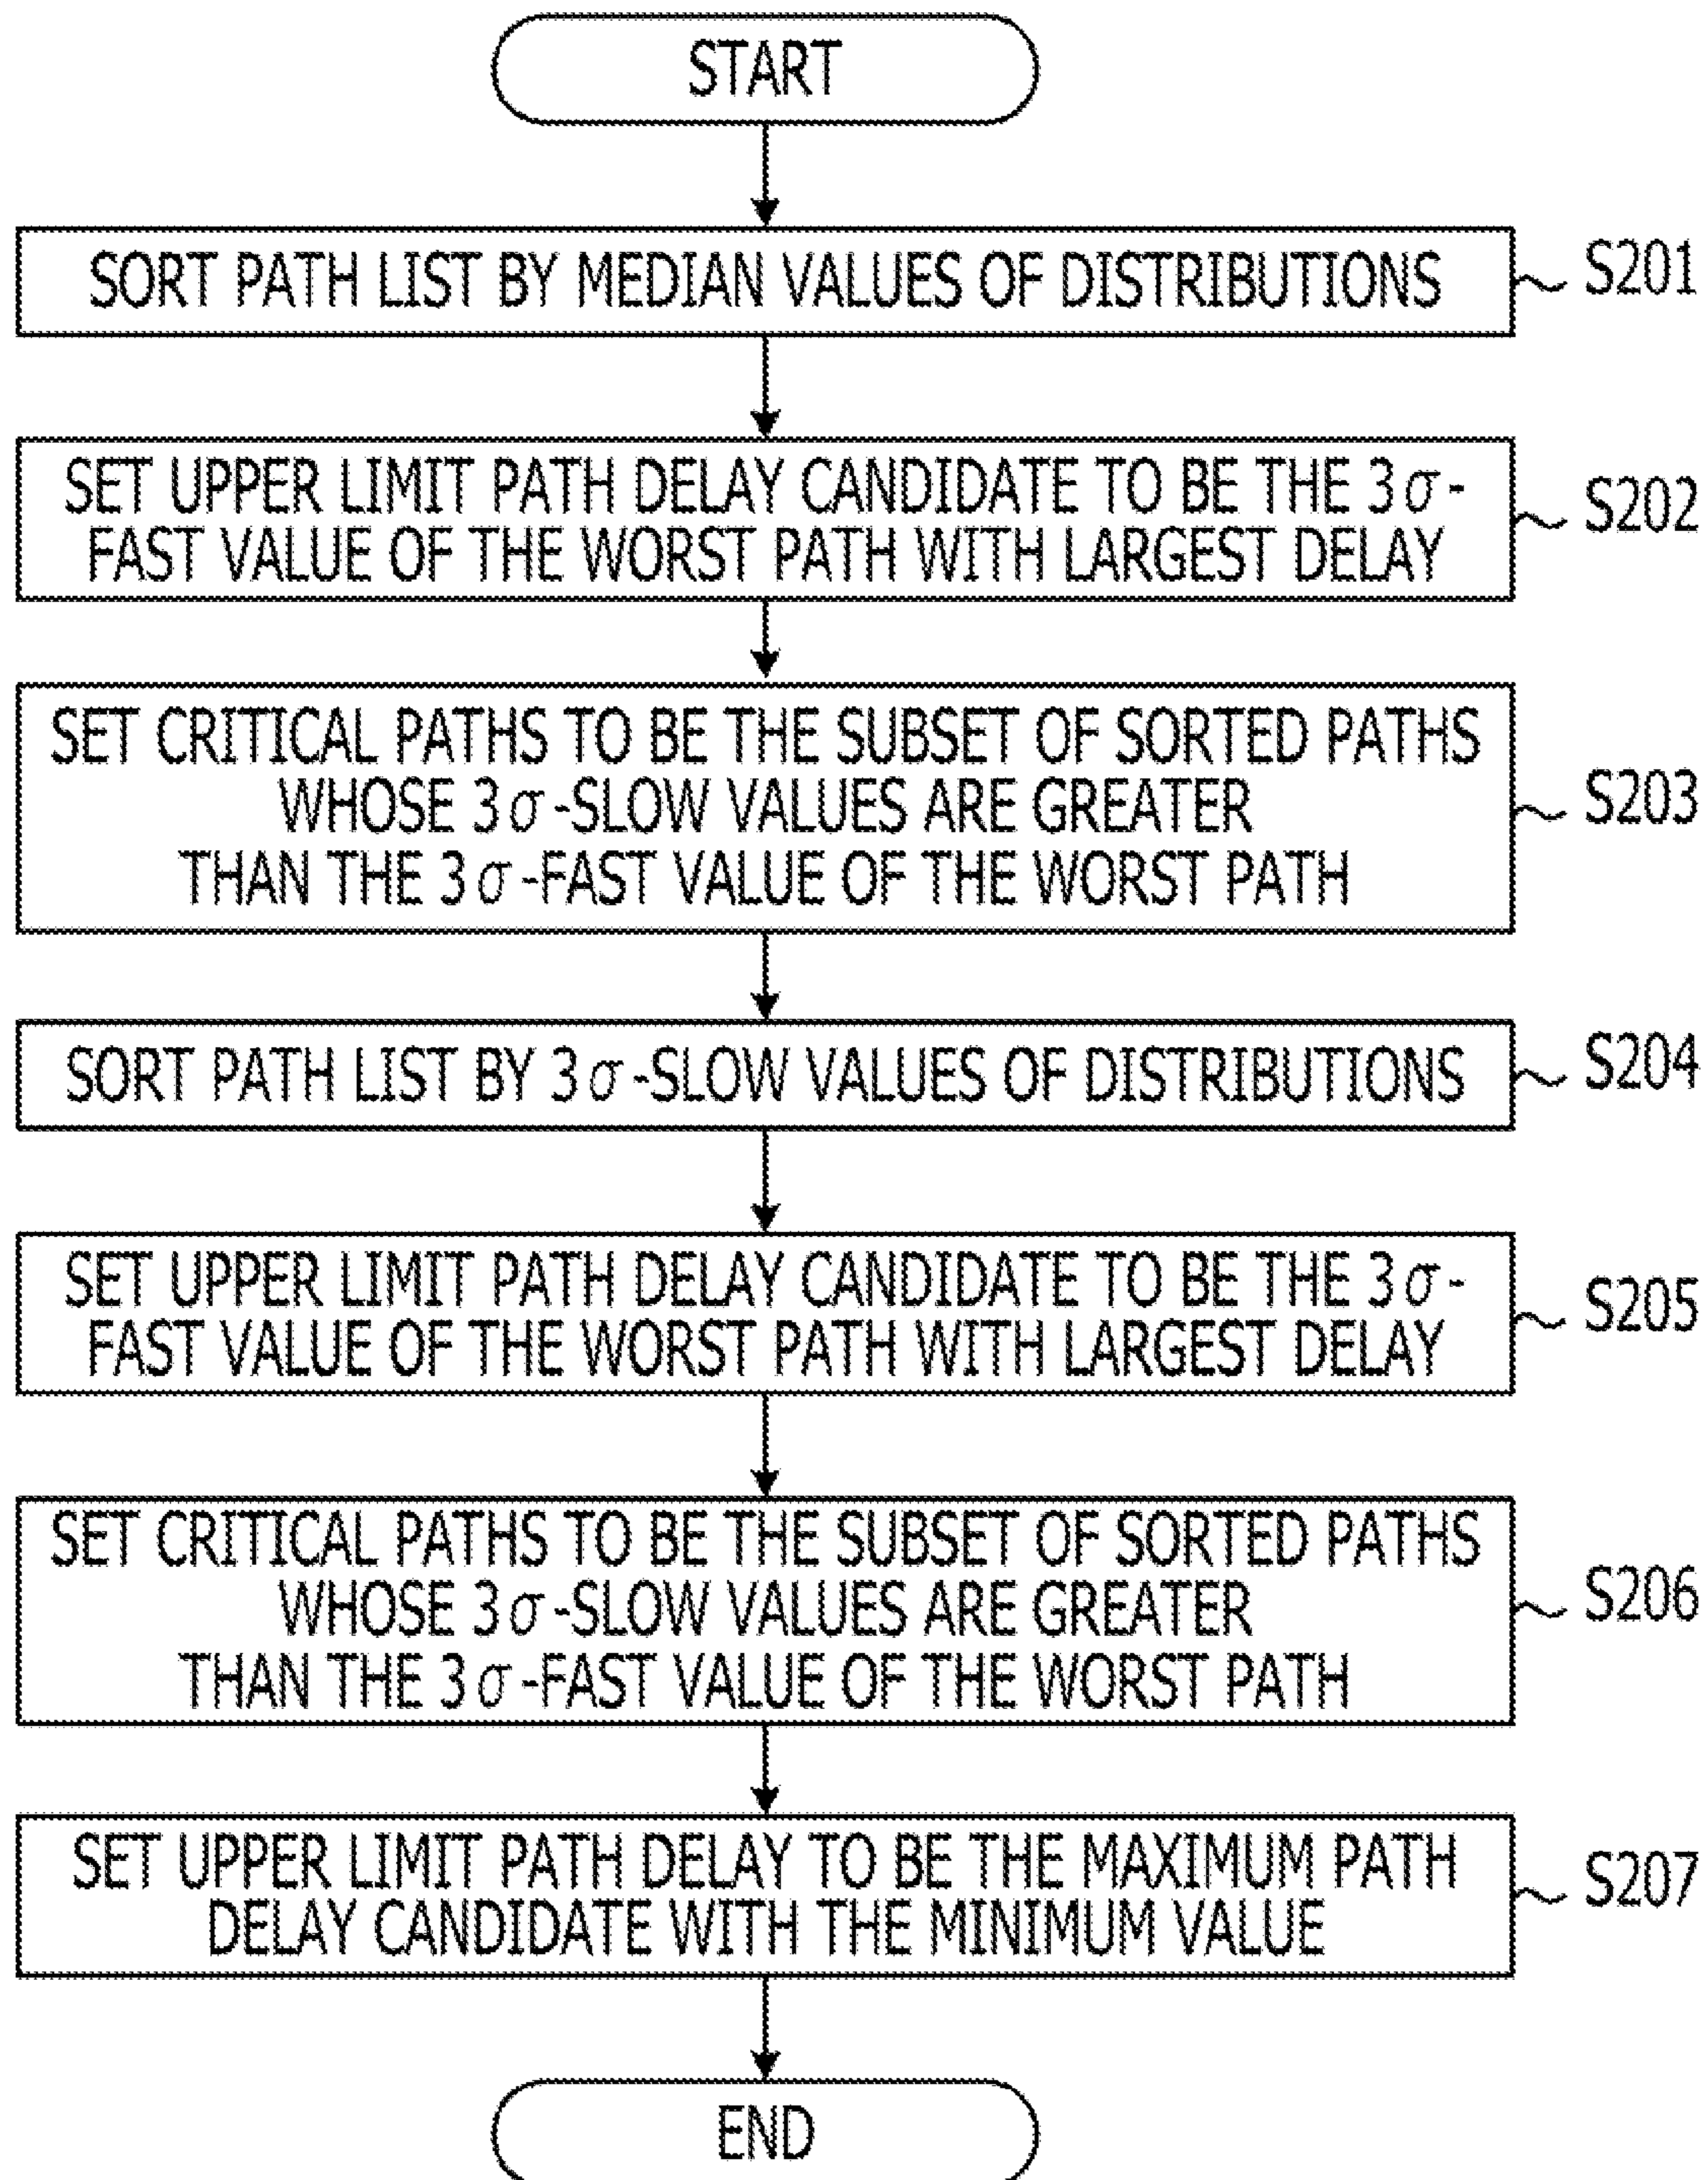 START
SORT PATH LIST BY MEDIAN VALUES OF DISTRIBUTIONS
S201
SET UPPER LIMIT PATH DELAY CANDIDATE TO BE THE 3σ-
FAST VALUE OF THE WORST PATH WITH LARGEST DELAY
S202
SET CRITICAL PATHS TO BE THE SUBSET OF SORTED PATHS
WHOSE 3σ-SLOW VALUES ARE GREATER
THAN THE 3σ-FAST VALUE OF THE WORST PATH
S203
SORT PATH LIST BY 3σ-SLOW VALUES OF DISTRIBUTIONS
S204
SET UPPER LIMIT PATH DELAY CANDIDATE TO BE THE 3σ-
FAST VALUE OF THE WORST PATH WITH LARGEST DELAY
S205
SET CRITICAL PATHS TO BE THE SUBSET OF SORTED PATHS
WHOSE 3σ-SLOW VALUES ARE GREATER
THAN THE 3σ-FAST VALUE OF THE WORST PATH
S206
SET UPPER LIMIT PATH DELAY TO BE THE MAXIMUM PATH
DELAY CANDIDATE WITH THE MINIMUM VALUE
S207
END